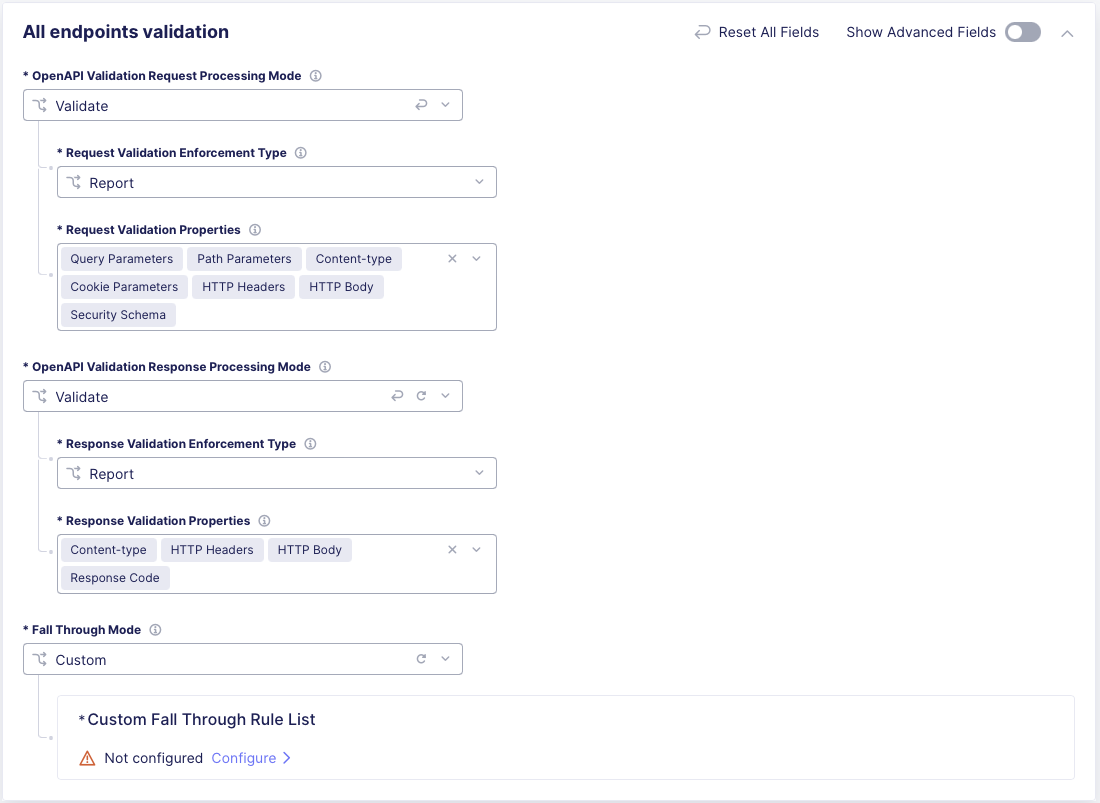 All endpoints validation
Reset All Fields
Show Advanced Fields
* OpenAPI Validation Request Processing Mode
Validate
* Request Validation Enforcement Type
Report
* Request Validation Properties
Query Parameters Path Parameters Content-type
Cookie Parameters HTTP Headers HTTP Body
Security Schema
* OpenAPI Validation Response Processing Mode
Validate
* Response Validation Enforcement Type
Report
* Response Validation Properties
Content-type HTTP Headers HTTP Body
Response Code
* Fall Through Mode
Custom
*Custom Fall Through Rule List
Not configured Configure